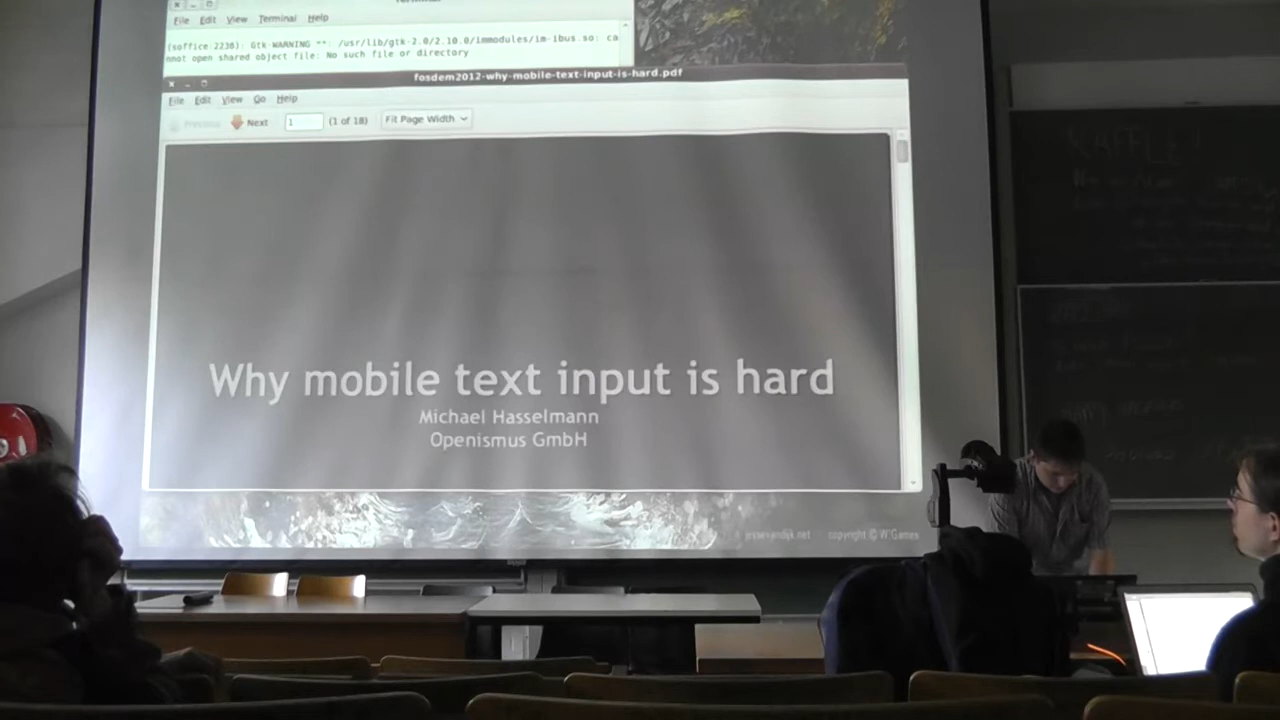 Terminal
File Edit View Terminal Help
(soffice:2236): Gtk-WARNING **: /usr/lib/gtk-2.0/2.10.0/immodules/im-ibus.so: ca
nnot open shared object file: No such file or directory
fosdem2012-why-mobile-text-input-is-hard.pdf
File Edit View Go Help
Previous Next 1 (1 of 18) Fit Page Width
Why mobile text input is hard
Michael Hasselmann
Openismus GmbH
copyright © W!Games